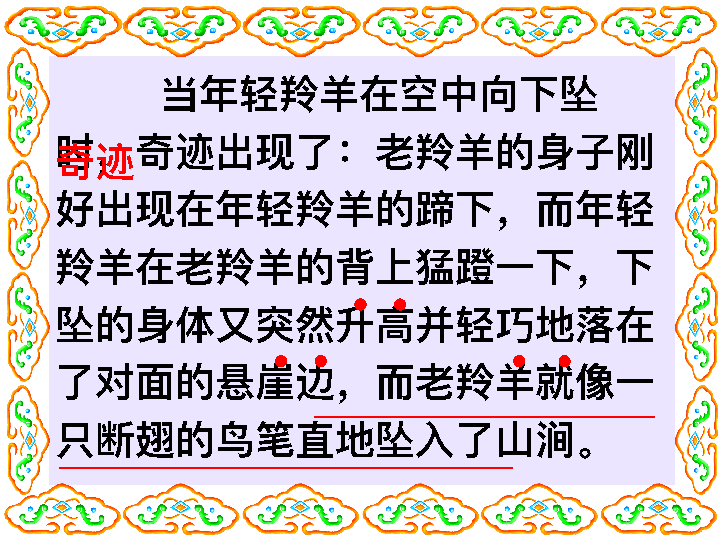 当年轻羚羊在空中向下坠
时，奇迹出现了：老羚羊的身子刚
奇迹
好出现在年轻羚羊的蹄下，而年轻
羚羊在老羚羊的背上猛蹬一下，下
坠的身体又突然升高并轻巧地落在
了对面的悬崖边，而老羚羊就像一
只断翅的鸟笔直地坠入了山涧。